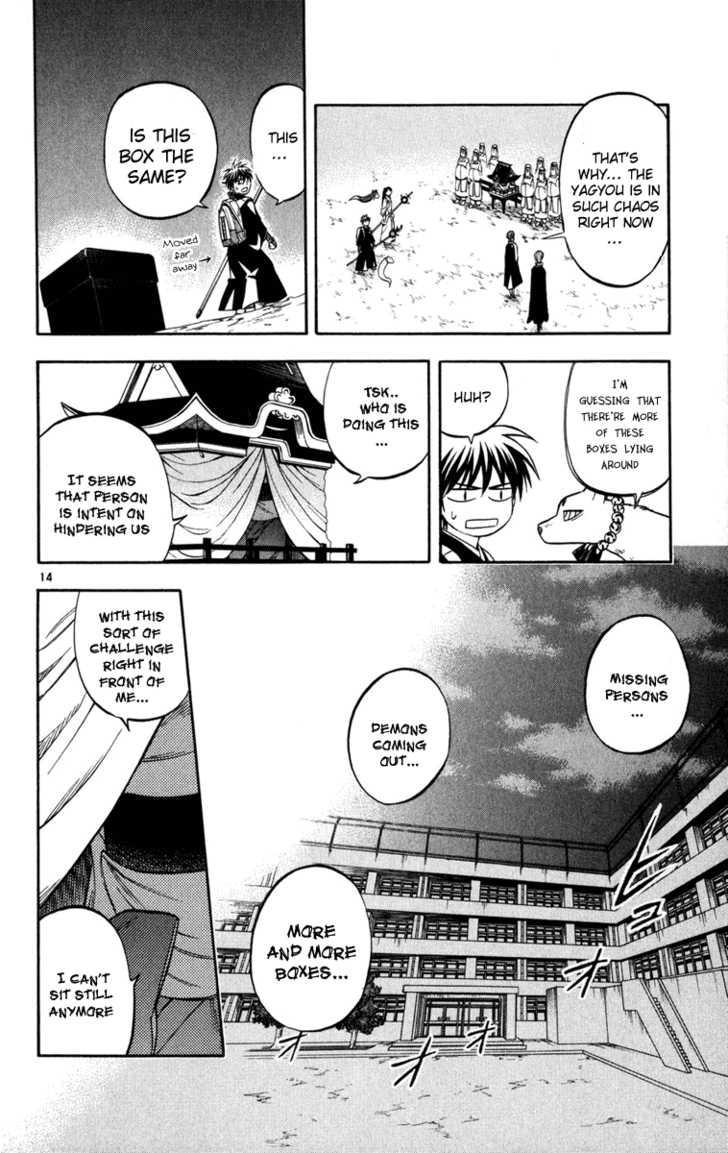 THAT'S
WHY... THE
YAGYOU IS IN
SUCH CHAOS
RIGHT NOW
...
THIS
...
IS THIS
BOX THE
SAME?
Moved
far
away
I'M
GUESSING THAT
THERE'RE MORE
OF THESE
BOXES LYING
AROUND
HUH?
TSK..
WHO IS
DOING THIS
...
IT SEEMS
THAT PERSON
IS INTENT ON
HINDERING US
14
MISSING
PERSONS
...
DEMONS
COMING
OUT...
MORE
AND MORE
BOXES...
オオオ
WITH THIS
SORT OF
CHALLENGE
RIGHT IN
FRONT OF
ME...
I CAN'T
SIT STILL
ANYMORE